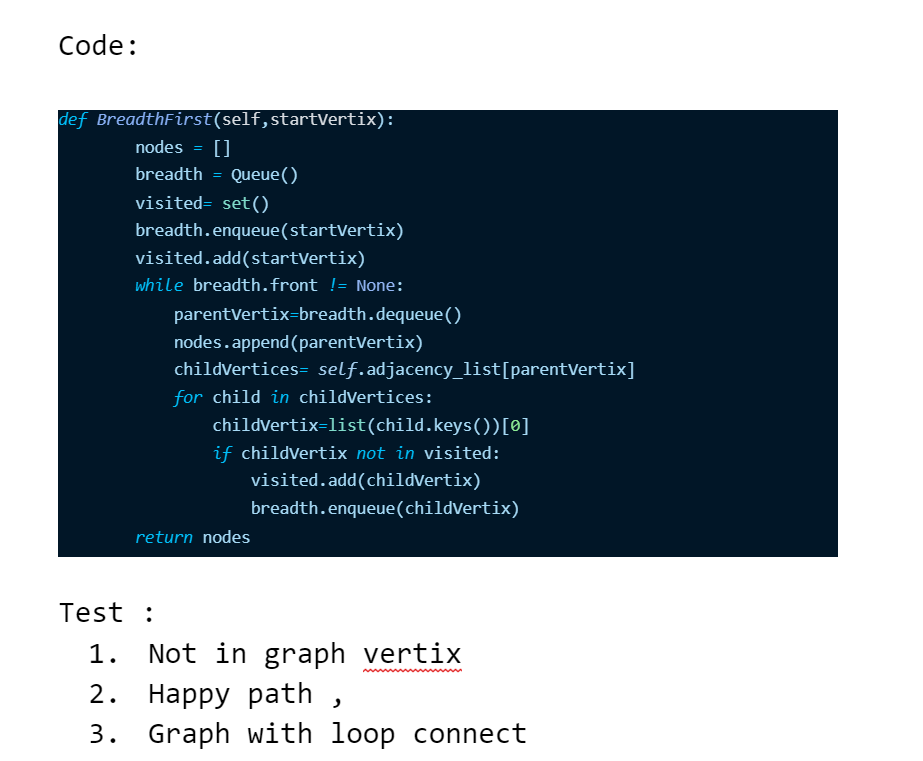 Code:
def BreadthFirst(self,startVertix):
nodes = []
breadth = Queue()
visited= set()
breadth.enqueue(startVertix)
visited.add(startVertix)
while breadth.front != None:
parentVertix=breadth.dequeue()
nodes.append(parentVertix)
childVertices= self.adjacency_list[parentVertix]
for child in childVertices:
childVertix=list(child.keys())[0]
if childVertix not in visited:
visited.add(childVertix)
breadth.enqueue(childVertix)
return nodes
Test :
1. Not in graph vertix
2. Happy path ,
3. Graph with loop connect